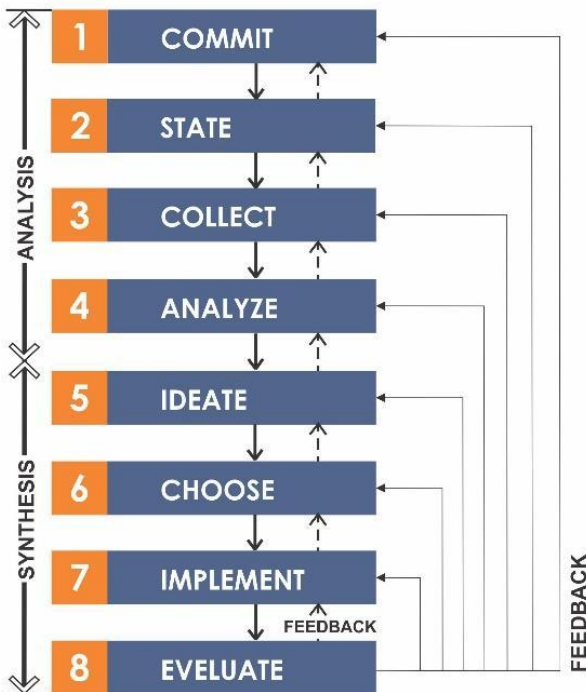 1 COMMIT
2 STATE
3 COLLECT
4 ANALYZE
5 IDEATE
6 CHOOSE
7 IMPLEMENT
FEEDBACK
8 EVELUATE
ANALYSIS
SYNTHESIS
FEEDBACK